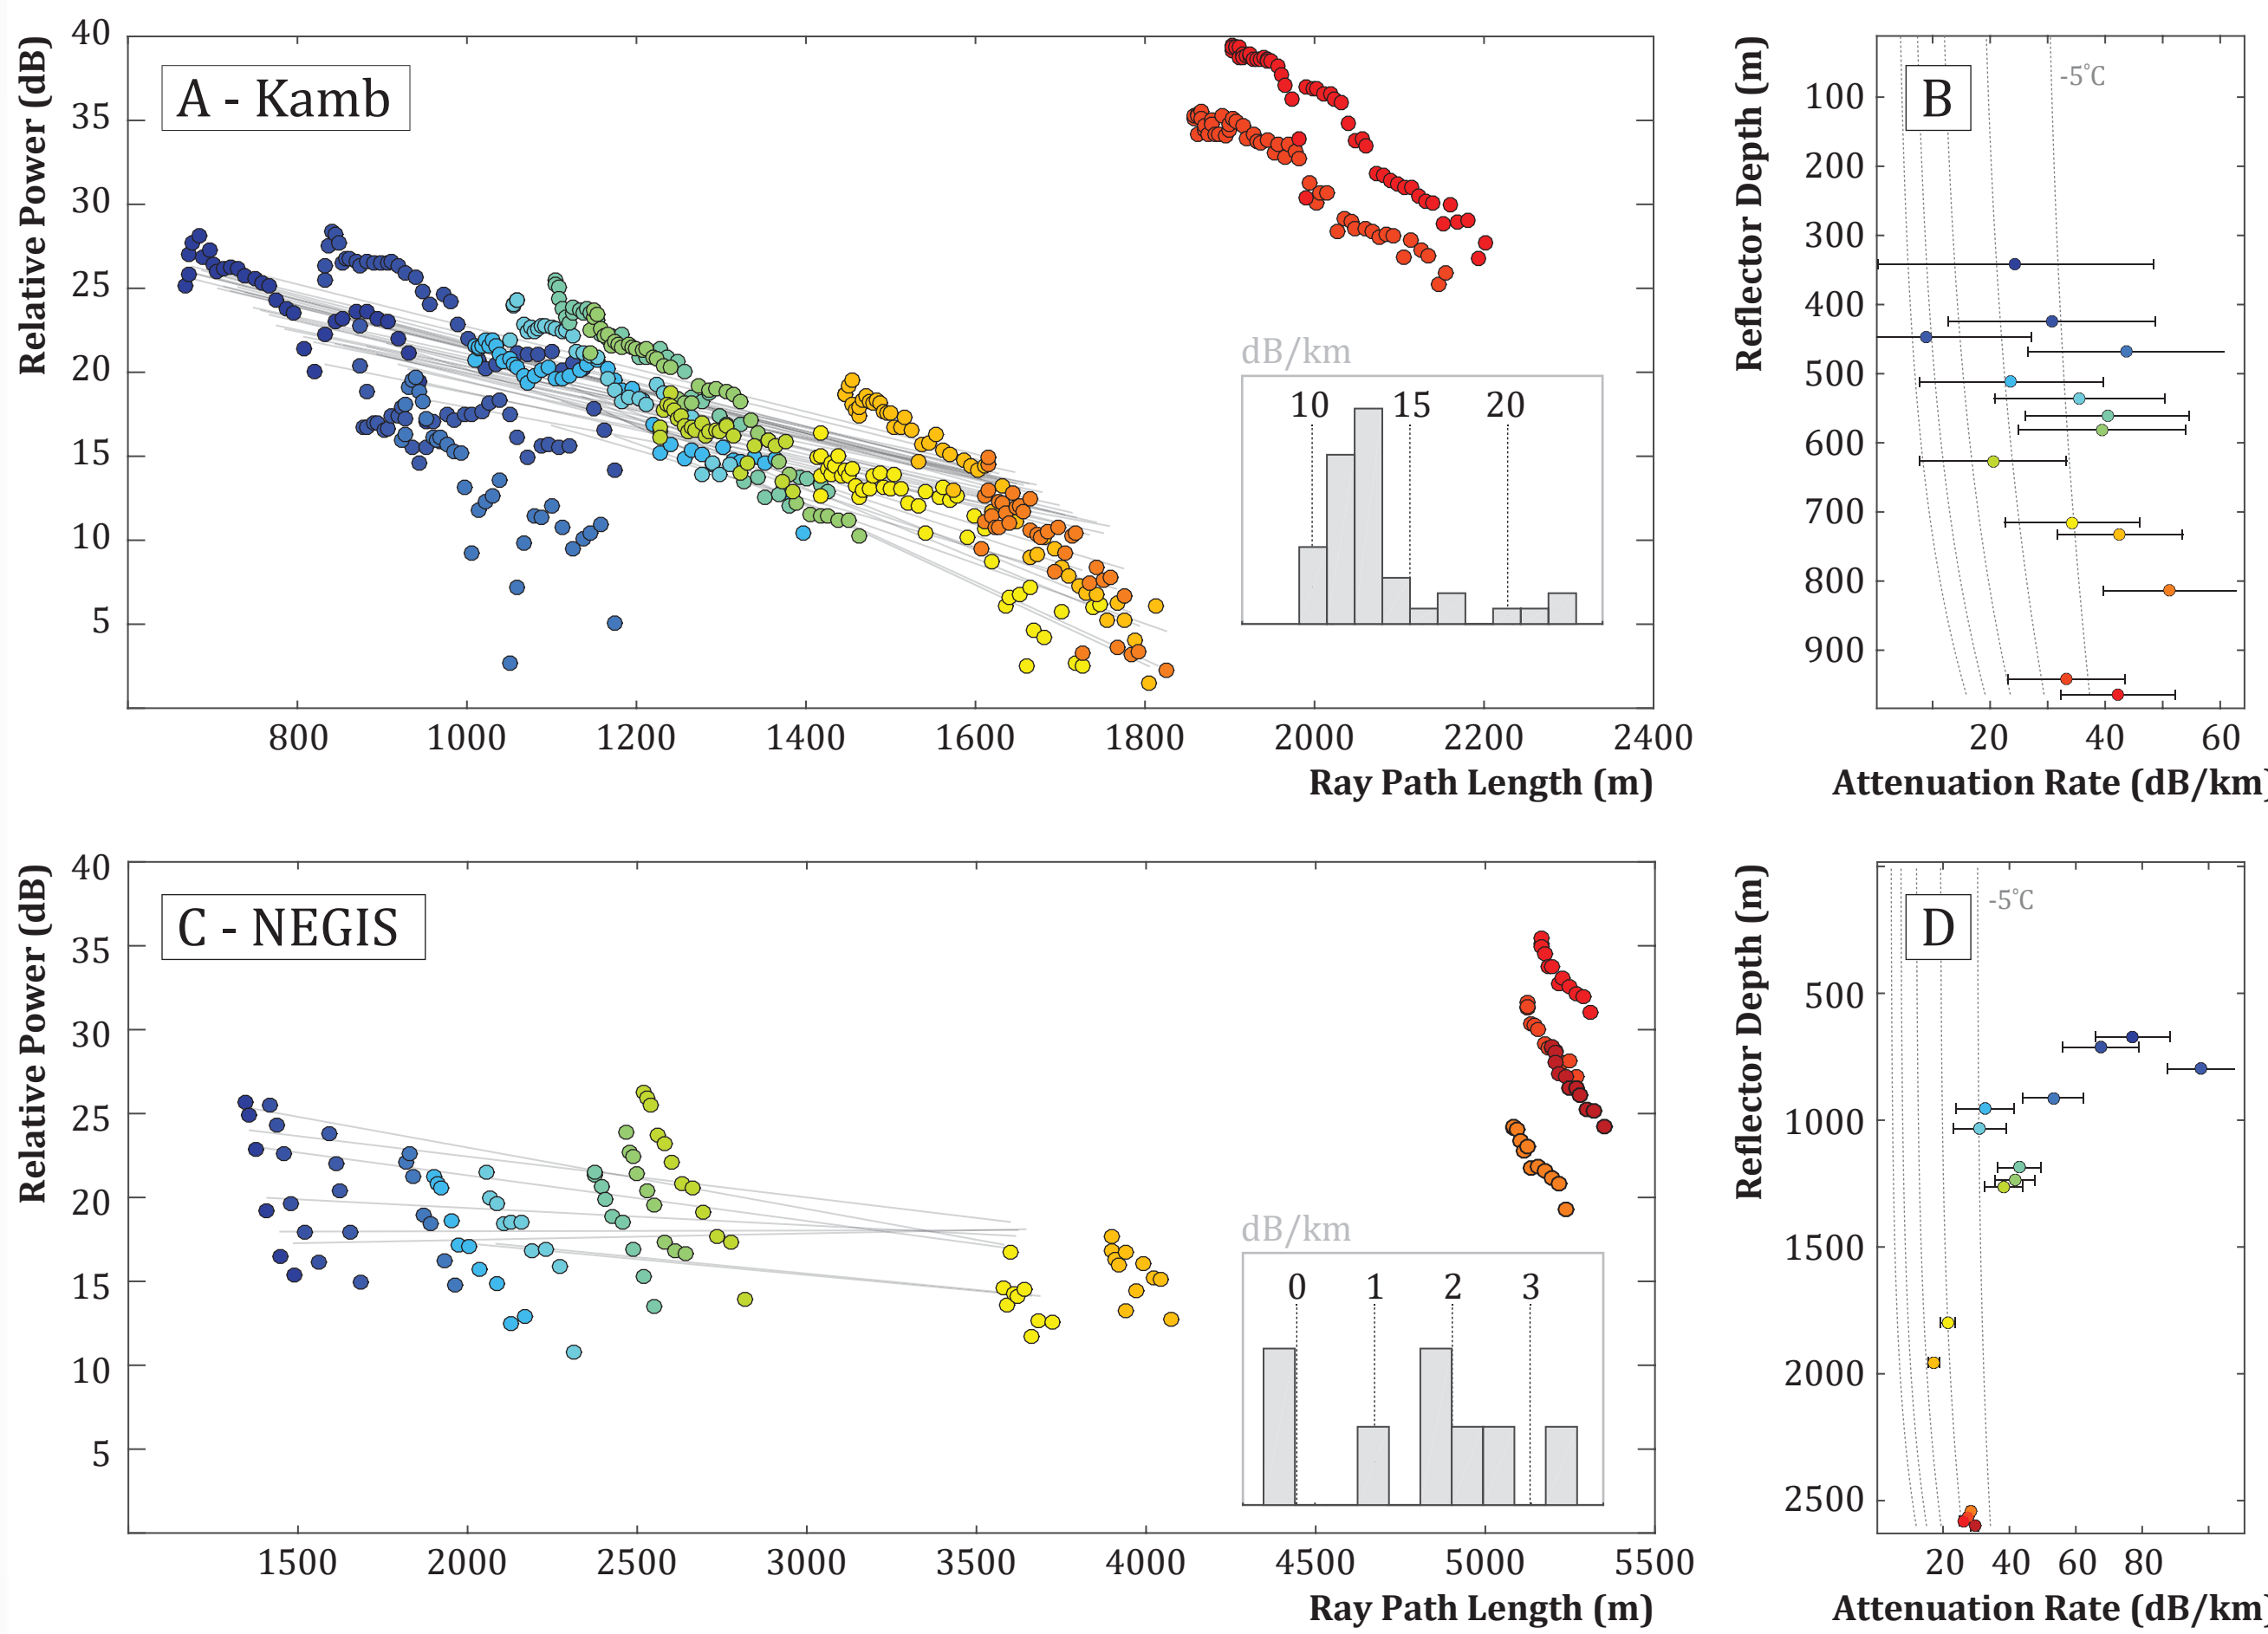 A - Kamb
Relative Power (dB)
40
35
30
25
20
15
10
5
800 1000 1200 1400 1600 1800 2000 2200 2400
Ray Path Length (m)
dB/km
10 15 20
B
-5°C
Reflector Depth (m)
100
200
300
400
500
600
700
800
900
20 40 60
Attenuation Rate (dB/km)
C - NEGIS
Relative Power (dB)
40
35
30
25
20
15
10
5
1500 2000 2500 3000 3500 4000 4500 5000 5500
Ray Path Length (m)
dB/km
0 1 2 3
D
-5°C
Reflector Depth (m)
500
1000
1500
2000
2500
20 40 60 80
Attenuation Rate (dB/km)